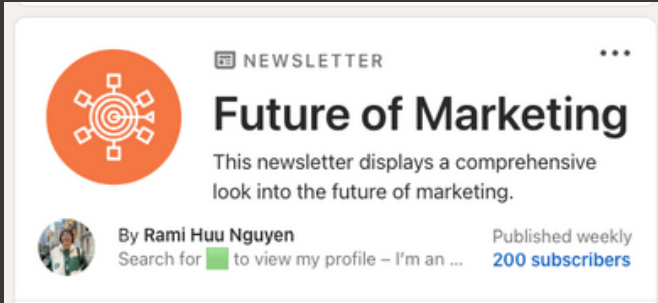 NEWSLETTER
Future of Marketing
This newsletter displays a comprehensive
look into the future of marketing.
By Rami Huu Nguyen
Search for 🟩 to view my profile – I'm an ...
Published weekly
200 subscribers